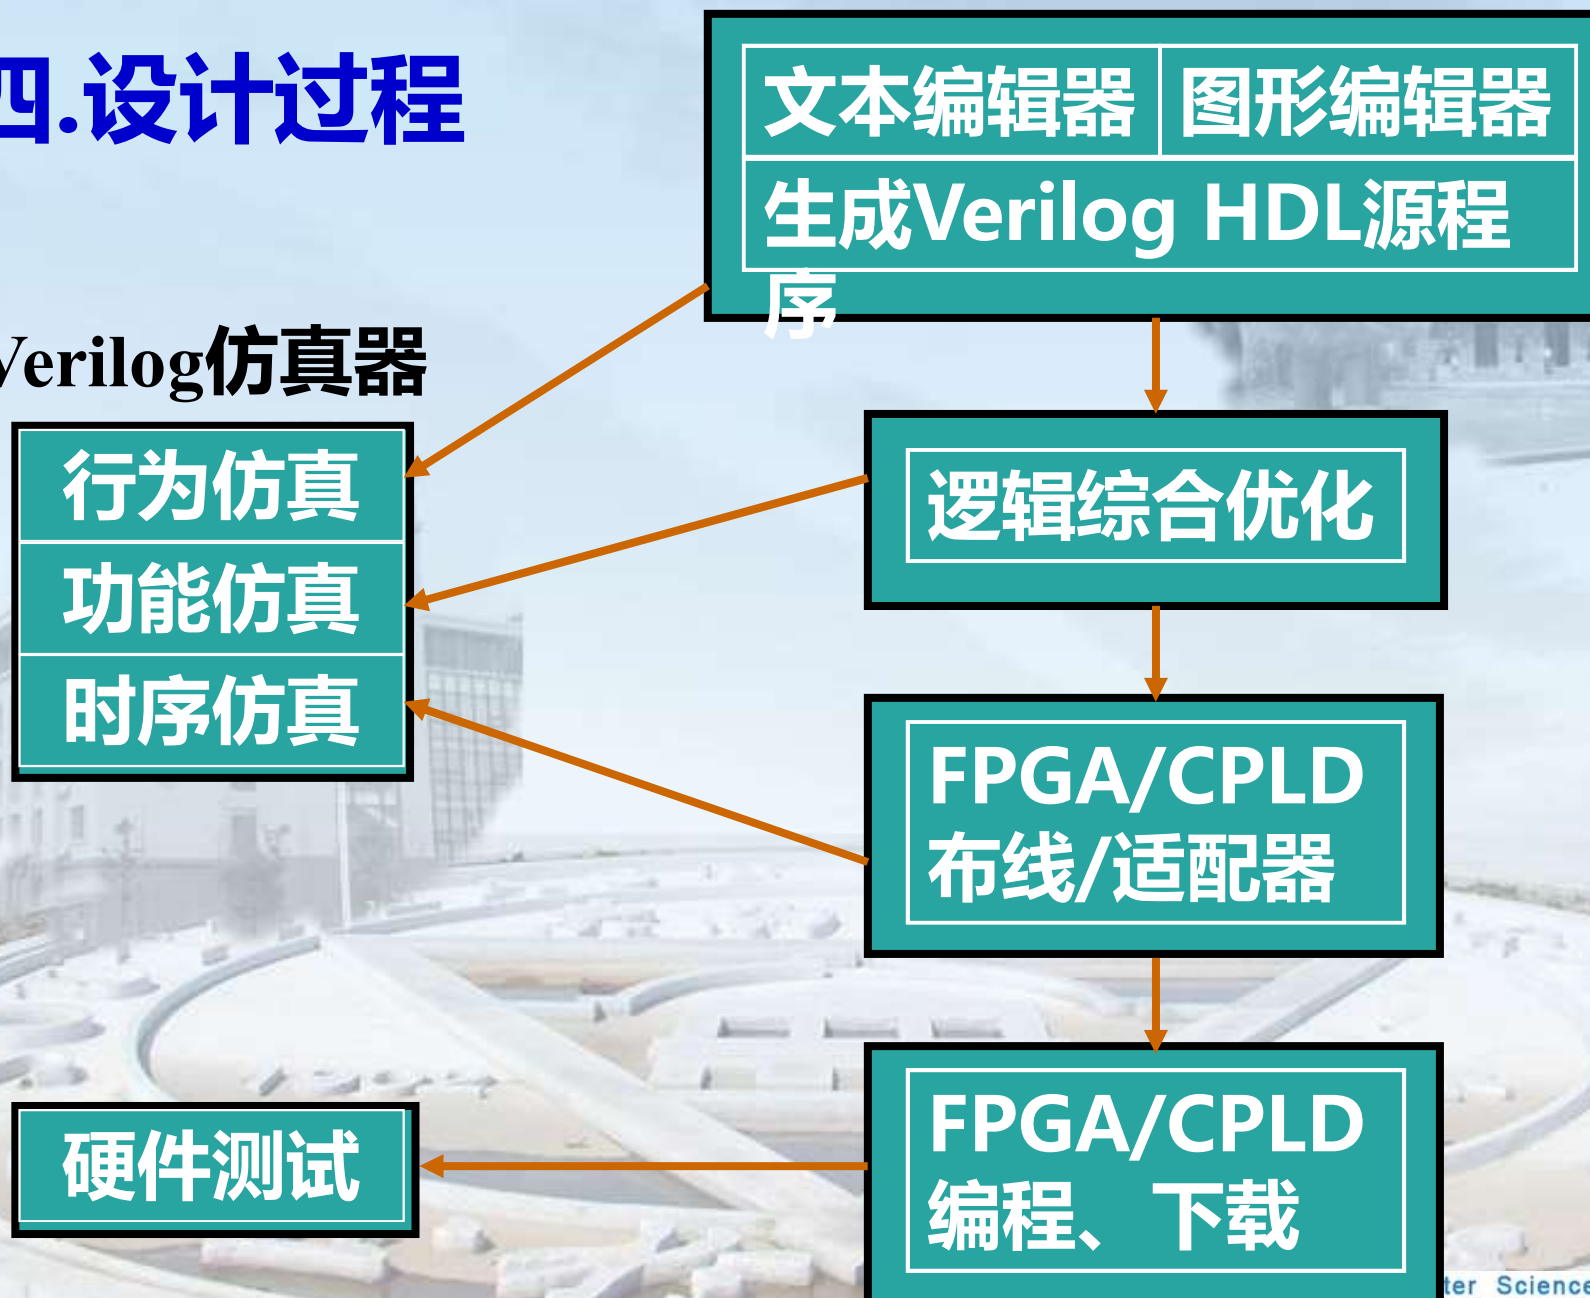 四.设计过程
文本编辑器 图形编辑器
生成Verilog HDL源程
序
Verilog仿真器
行为仿真
功能仿真
时序仿真
逻辑综合优化
FPGA/CPLD
布线/适配器
FPGA/CPLD
编程、下载
硬件测试
ter Science